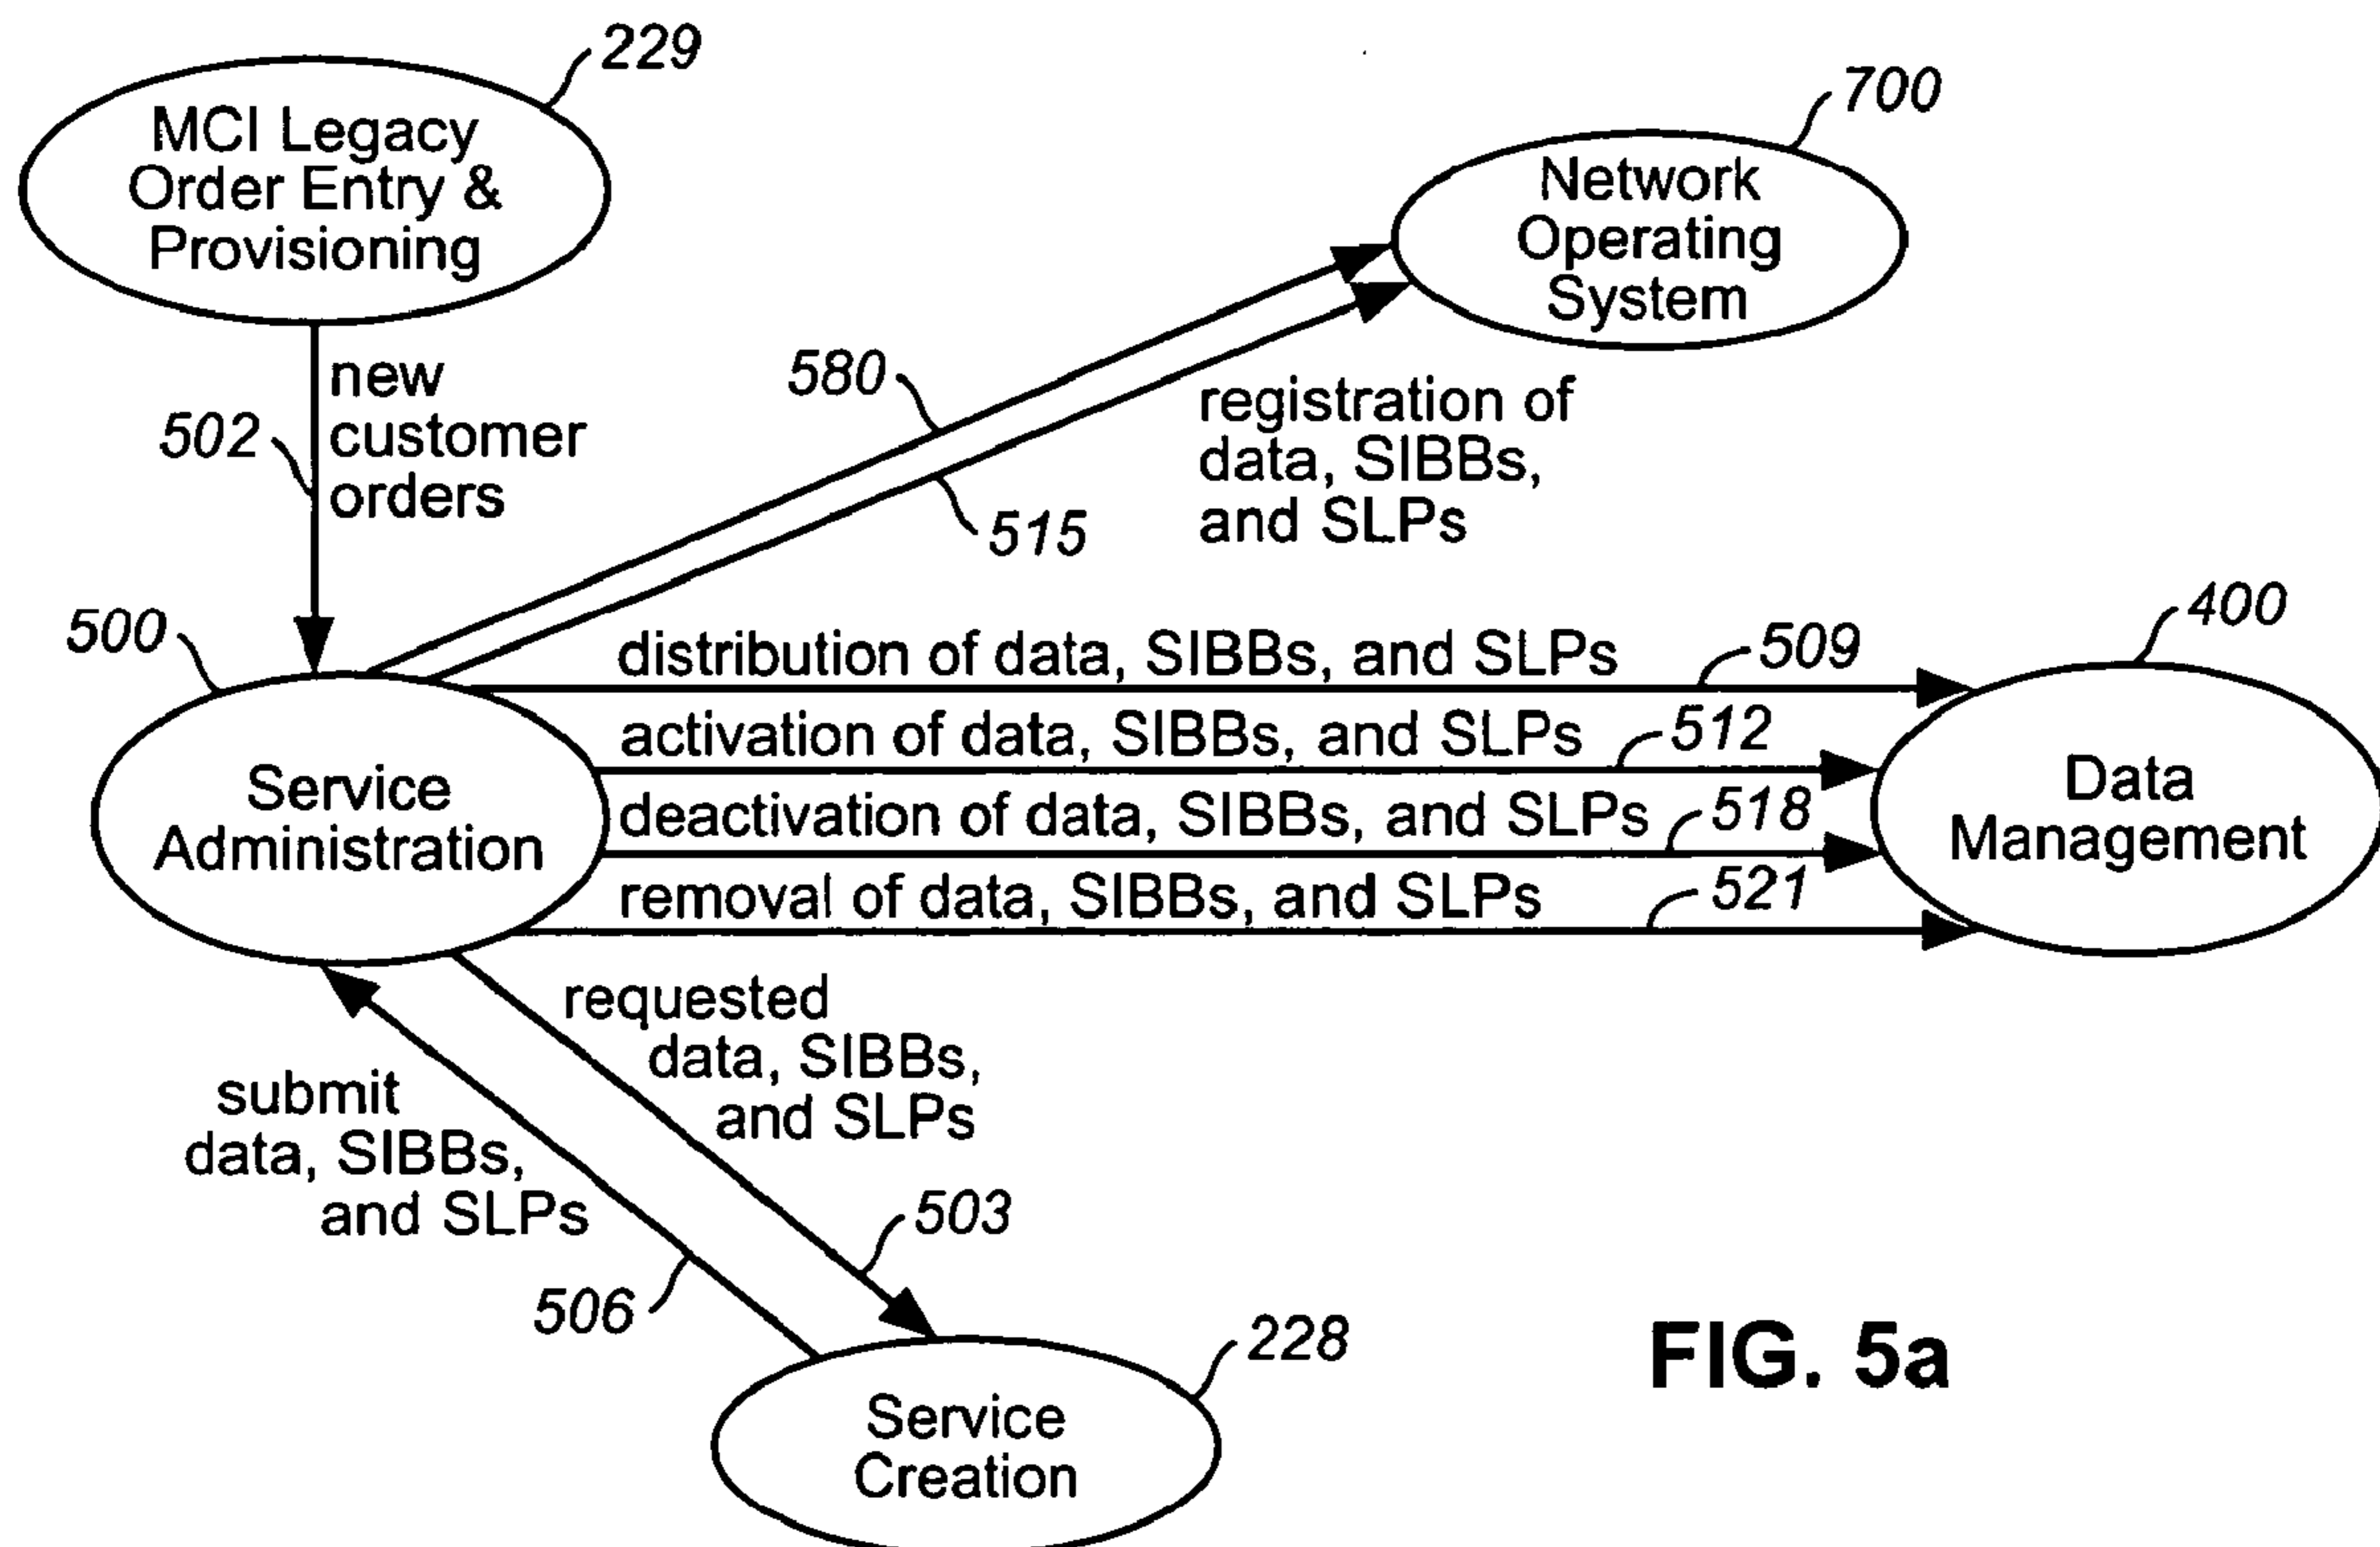 229
MCI Legacy
Order Entry &
Provisioning
700
Network
Operating
System
new
customer
orders
502
580
515
registration of
data, SIBBs,
and SLPs
500
Service
Administration
distribution of data, SIBBs, and SLPs
509
activation of data, SIBBs, and SLPs
512
deactivation of data, SIBBs, and SLPs
518
removal of data, SIBBs, and SLPs
521
400
Data
Management
requested
data, SIBBs,
and SLPs
503
submit
data, SIBBs,
and SLPs
506
228
Service
Creation
FIG. 5a